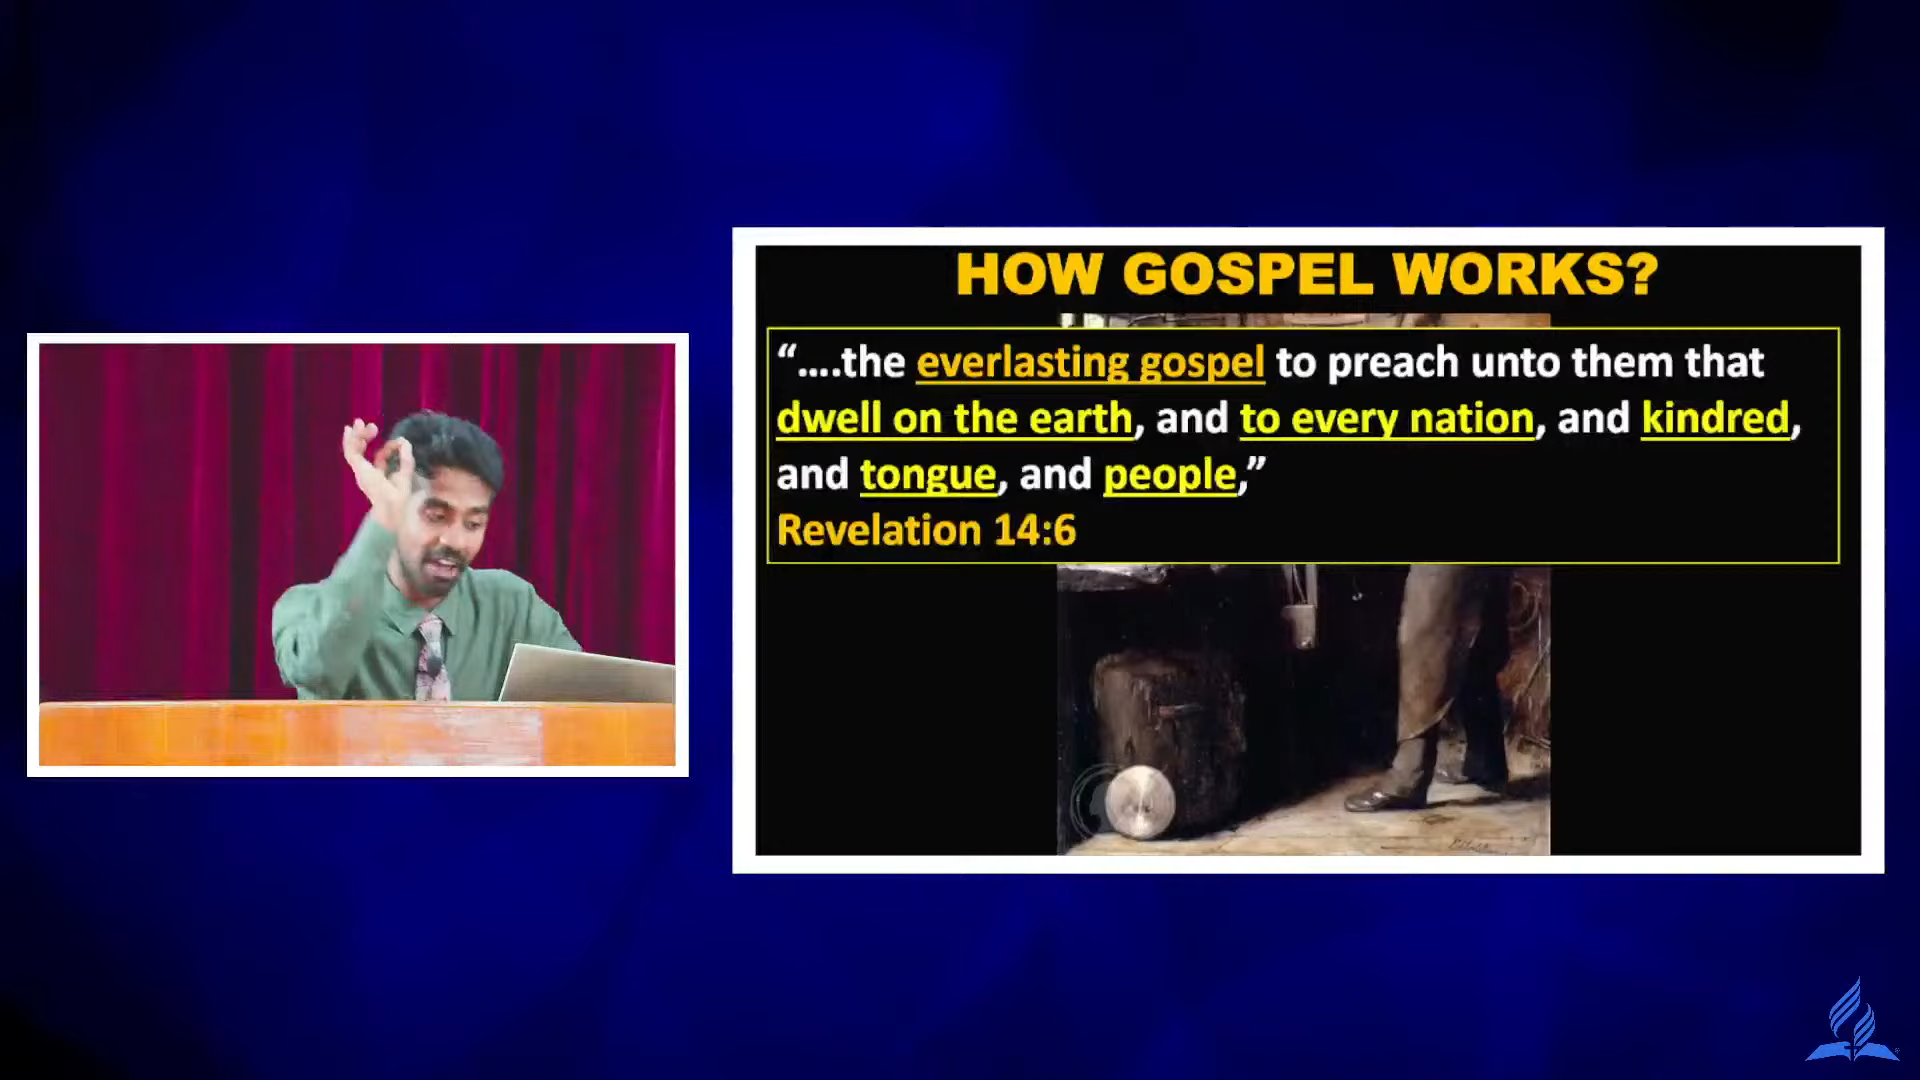 HOW GOSPEL WORKS?
“....the everlasting gospel to preach unto them that
dwell on the earth, and to every nation, and kindred,
and tongue, and people,”
Revelation 14:6